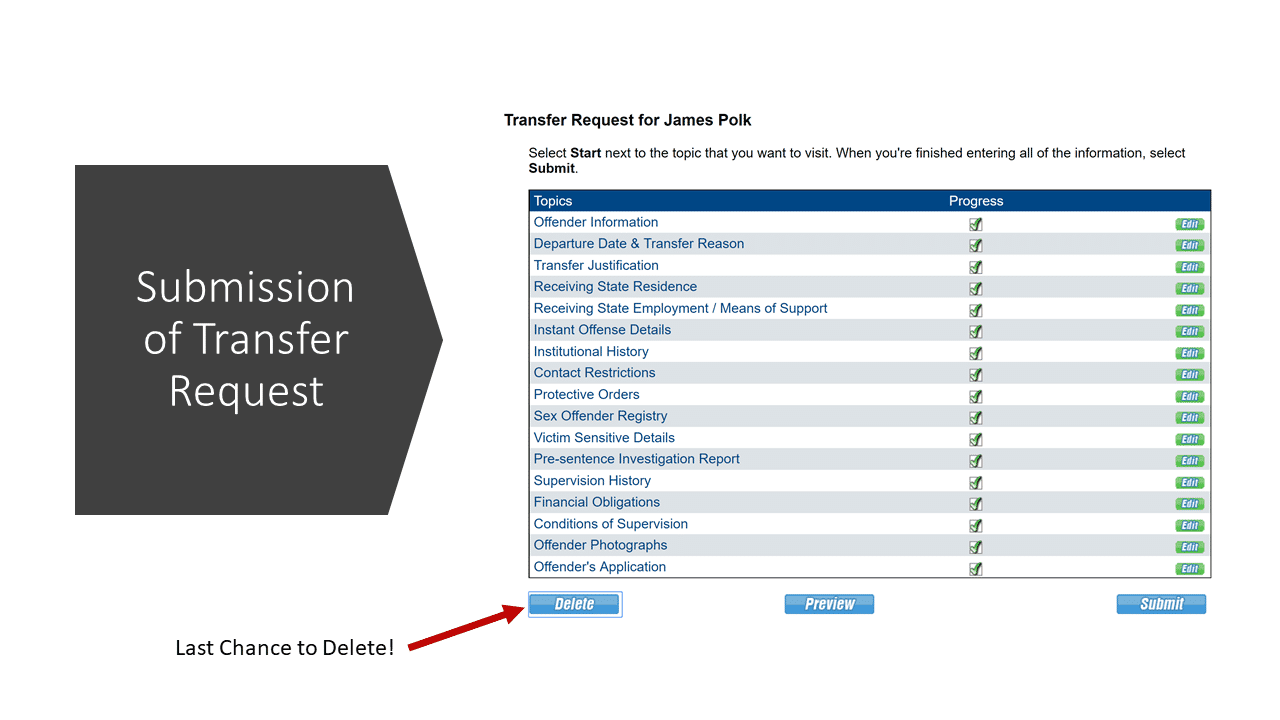 Submission
of Transfer
Request
Transfer Request for James Polk
Select Start next to the topic that you want to visit. When you're finished entering all of the information, select
Submit.
Topics Progress
Offender Information Edit
Departure Date & Transfer Reason Edit
Transfer Justification Edit
Receiving State Residence Edit
Receiving State Employment / Means of Support Edit
Instant Offense Details Edit
Institutional History Edit
Contact Restrictions Edit
Protective Orders Edit
Sex Offender Registry Edit
Victim Sensitive Details Edit
Pre-sentence Investigation Report Edit
Supervision History Edit
Financial Obligations Edit
Conditions of Supervision Edit
Offender Photographs Edit
Offender's Application Edit
Delete Preview Submit
Last Chance to Delete!